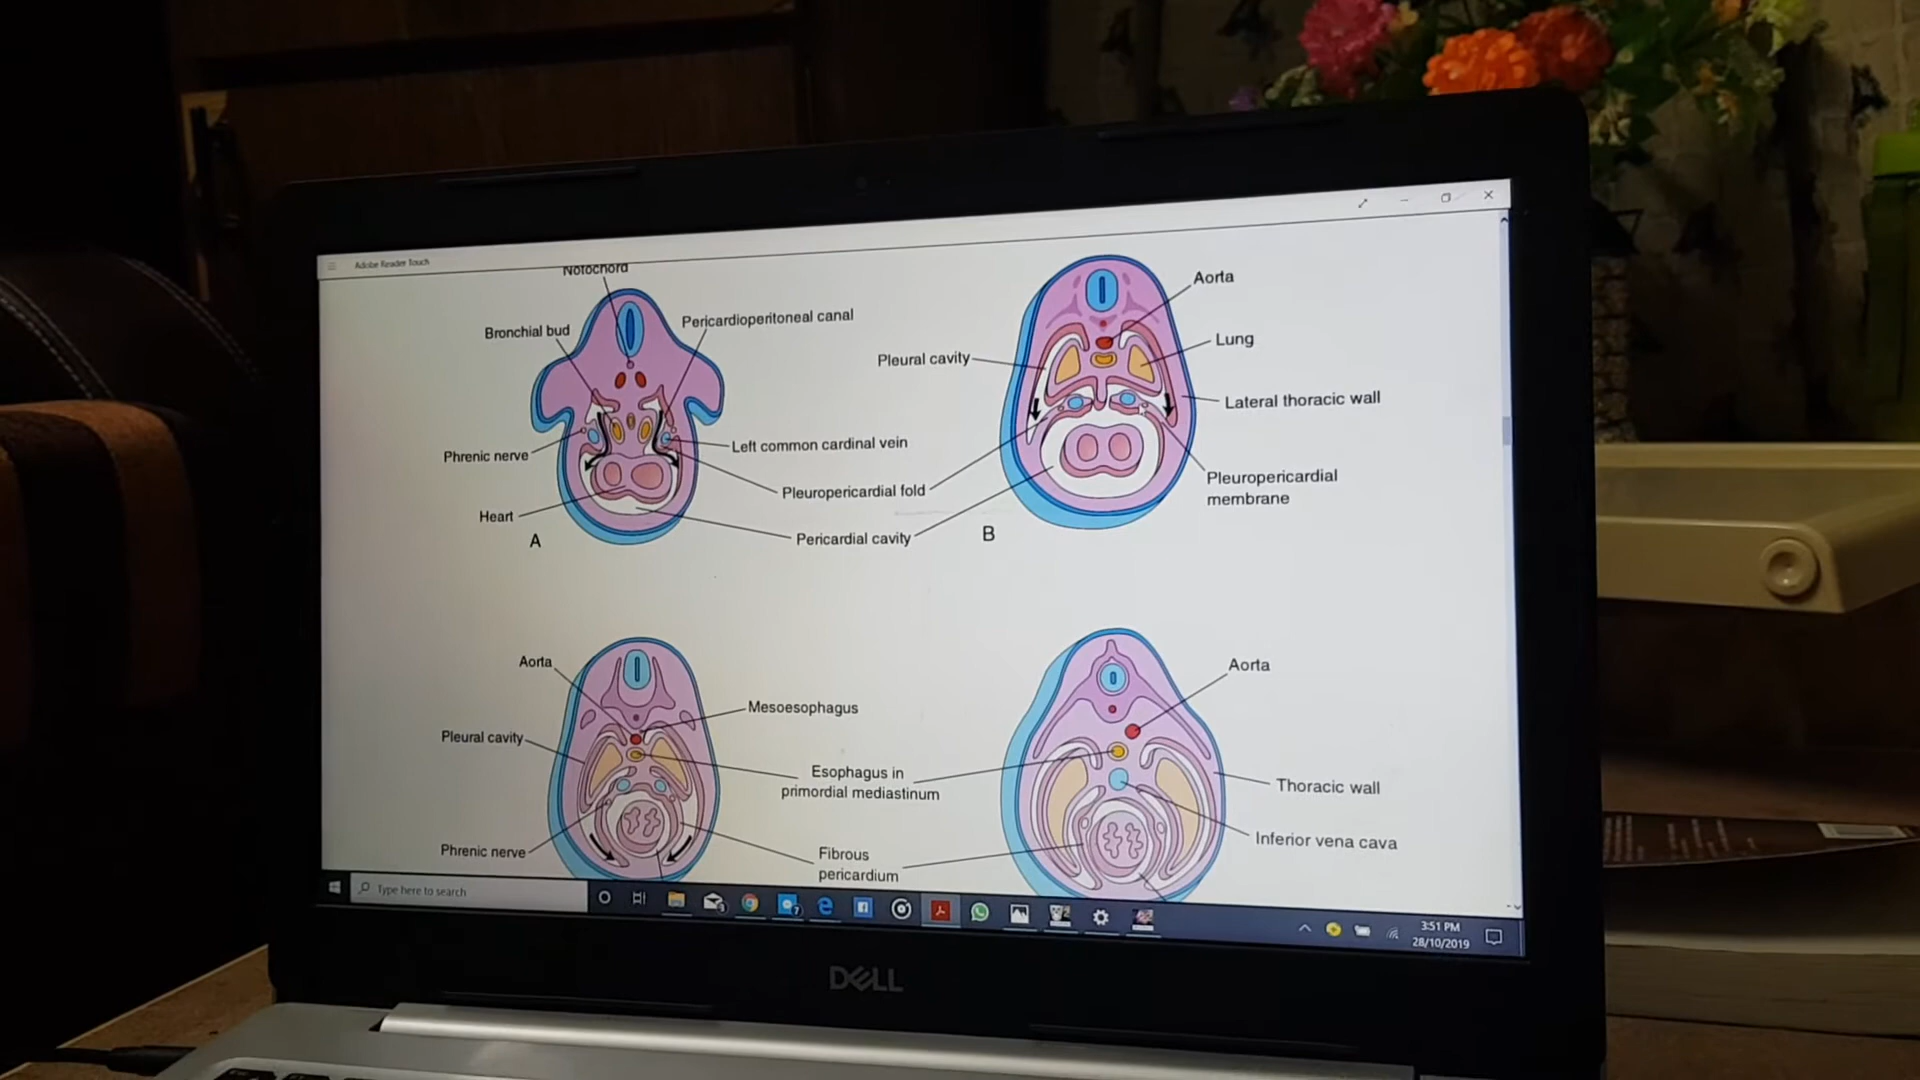 Adobe Reader Touch
Notochord
Bronchial bud
Pericardioperitoneal canal
Phrenic nerve
Left common cardinal vein
Pleuropericardial fold
Heart
Pericardial cavity
A
Aorta
Pleural cavity
Lung
Lateral thoracic wall
Pleuropericardial
membrane
B
Aorta
Mesoesophagus
Pleural cavity
Esophagus in
primordial mediastinum
Phrenic nerve
Fibrous
pericardium
Aorta
Thoracic wall
Inferior vena cava
Type here to search
3:51 PM
28/10/2019
DELL